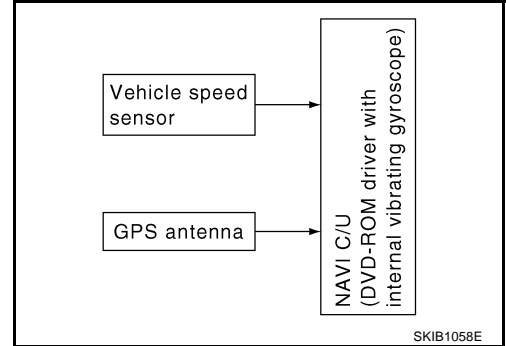 Vehicle speed
sensor
GPS antenna
NAVI C/U
(DVD-ROM driver with
internal vibrating gyroscope)
SKIB1058E